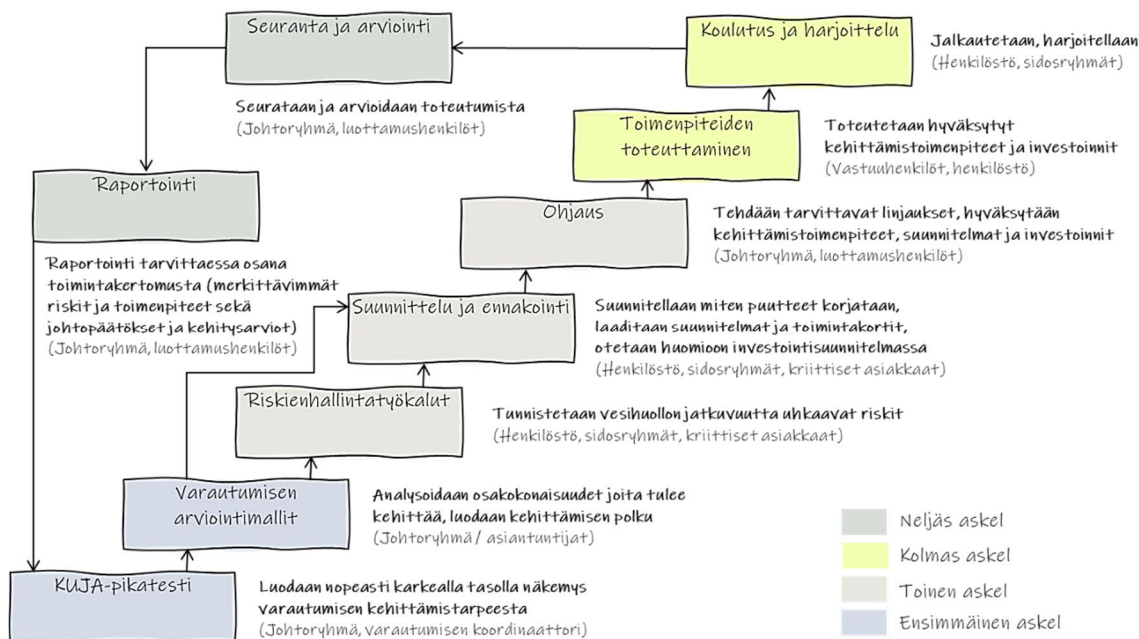 Seuranta ja arviointi
Seurataan ja arvioidaan toteutumista
(Johtoryhmä, luottamushenkilöt)
Koulutus ja harjoittelu
Jalkautetaan, harjoitellaan
(Henkilöstö, sidosryhmät)
Toimenpiteiden
toteuttaminen
Toteutetaan hyväksytyt
kehittämistoimenpiteet ja investoinnit
(Vastuuhenkilöt, henkilöstö)
Raportointi
Raportointi tarvittaessa osana
toimintakertomusta (merkittävimmät
riskit ja toimenpiteet sekä
johtopäätökset ja kehitysarviot)
(Johtoryhmä, luottamushenkilöt)
Ohjaus
Tehdään tarvittavat linjaukset, hyväksytään
kehittämistoimenpiteet, suunnitelmat ja investoinnit
(Johtoryhmä, luottamushenkilöt)
Suunnittelu ja ennakointi
Suunnitellaan miten puutteet korjataan,
laaditaan suunnitelmat ja toimintakortit,
otetaan huomioon investointisuunnitelmassa
(Henkilöstö, sidosryhmät, kriittiset asiakkaat)
Riskienhallintatyökalut
Tunnistetaan vesihuollon jatkuvuutta uhkaavat riskit
(Henkilöstö, sidosryhmät, kriittiset asiakkaat)
Varautumisen
arviointimallit
Analysoidaan osakokonaisuudet joita tulee
kehittää, luodaan kehittämisen polku
(Johtoryhmä / asiantuntijat)
KUJA-pikatesti
Luodaan nopeasti karkealla tasolla näkemys
varautumisen kehittämistarpeesta
(Johtoryhmä, varautumisen koordinaattori)
Neljäs askel
Kolmas askel
Toinen askel
Ensimmäinen askel